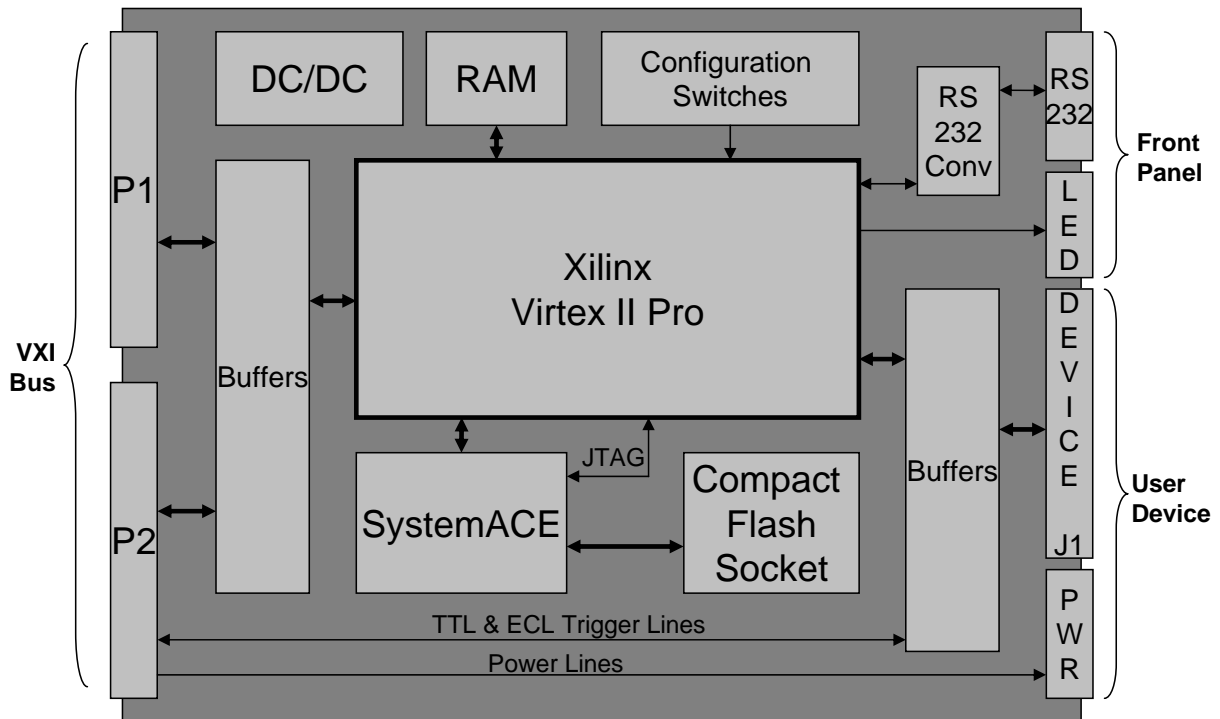 DC/DC
RAM
Configuration
Switches
RS
232
Conv
RS
232
Front
Panel
P1
L
E
D
Xilinx
Virtex II Pro
VXI
Bus
Buffers
D
E
V
I
C
E
J1
Buffers
User
Device
P2
JTAG
SystemACE
Compact
Flash
Socket
TTL & ECL Trigger Lines
Power Lines
P
W
R